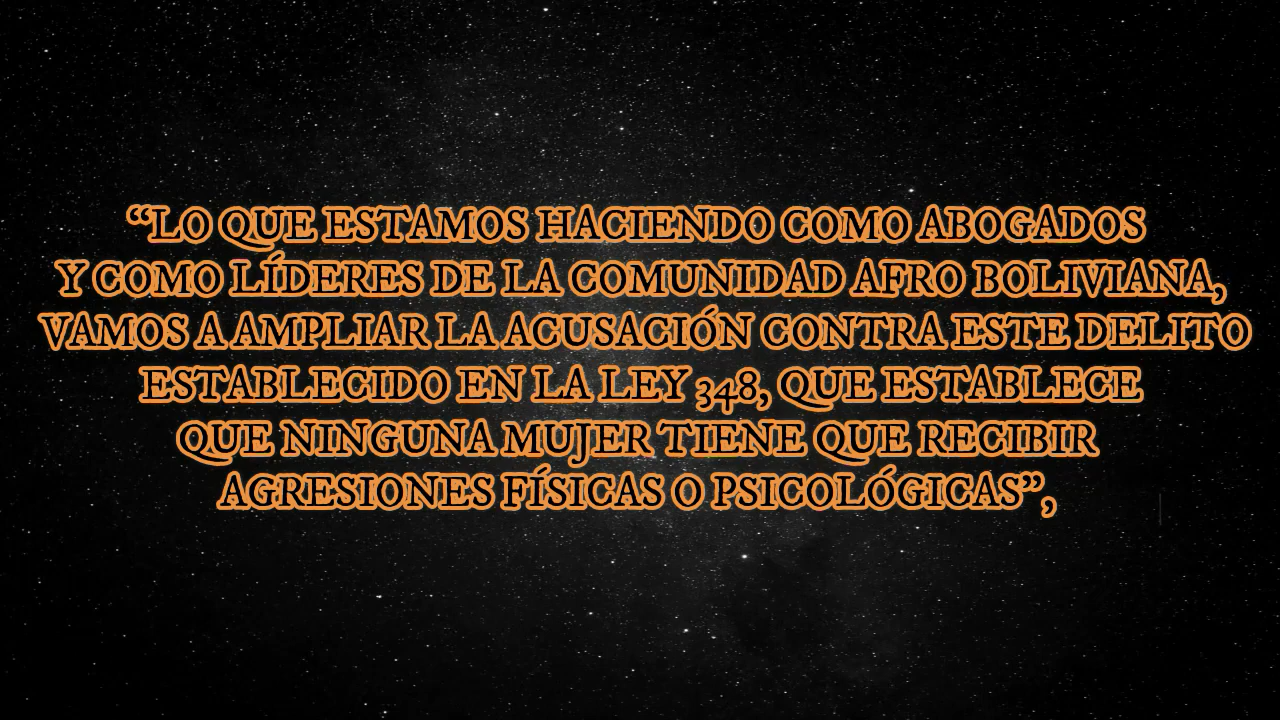 “LO QUE ESTAMOS HACIENDO COMO ABOGADOS
Y COMO LÍDERES DE LA COMUNIDAD AFRO BOLIVIANA,
VAMOS A AMPLIAR LA ACUSACIÓN CONTRA ESTE DELITO
ESTABLECIDO EN LA LEY 348, QUE ESTABLECE
QUE NINGUNA MUJER TIENE QUE RECIBIR
AGRESIONES FÍSICAS O PSICOLÓGICAS”,